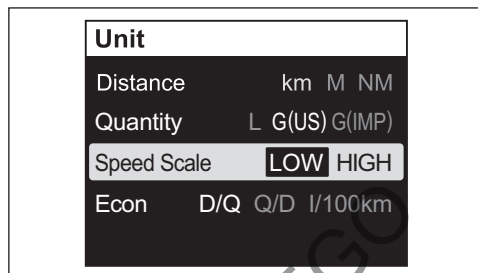 Unit
Distance km M NM
Quantity L G(US) G(IMP)
Speed Scale LOW HIGH
Econ D/Q Q/D l/100km